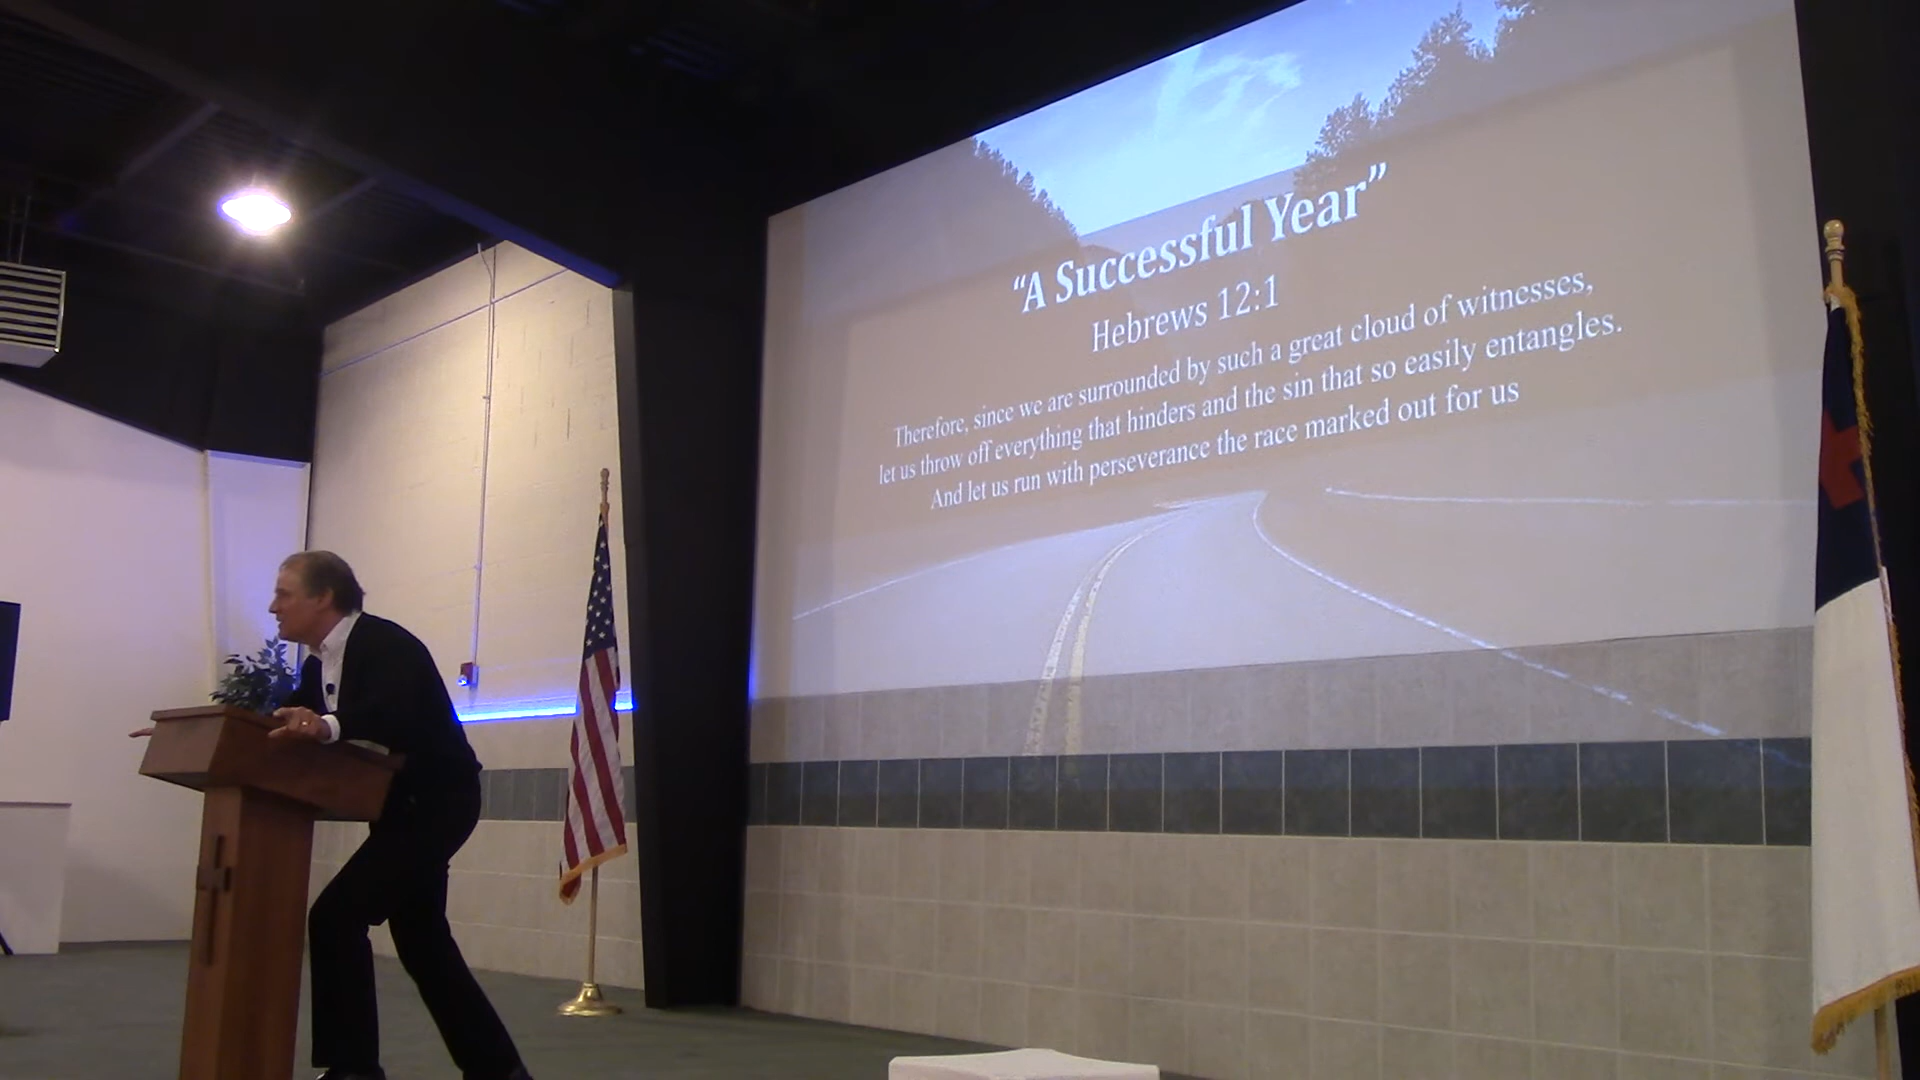 “A Successful Year”
Hebrews 12:1
Therefore, since we are surrounded by such a great cloud of witnesses,
let us throw off everything that hinders and the sin that so easily entangles.
And let us run with perseverance the race marked out for us